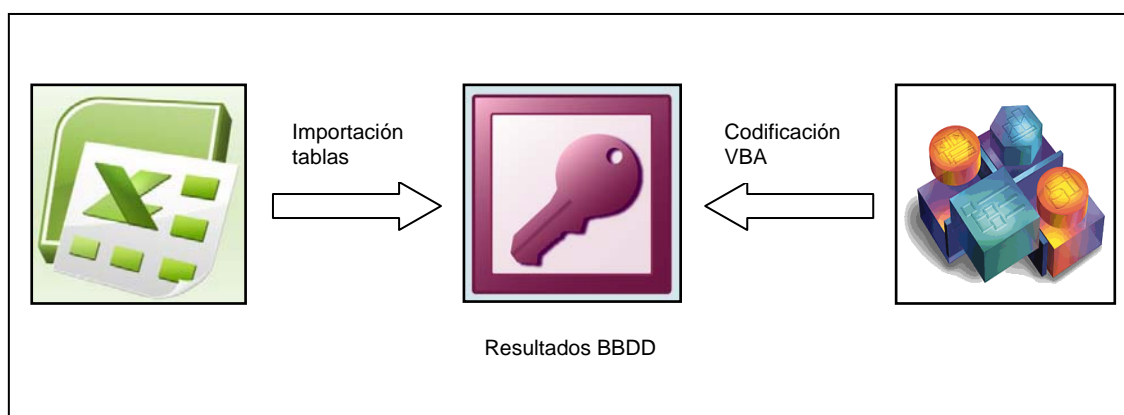 Importación
tablas
Codificación
VBA
Resultados BBDD